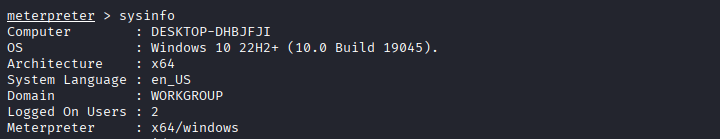 meterpreter > sysinfo
Computer        : DESKTOP-DHBJFJI
OS              : Windows 10 22H2+ (10.0 Build 19045).
Architecture    : x64
System Language : en_US
Domain          : WORKGROUP
Logged On Users : 2
Meterpreter     : x64/windows